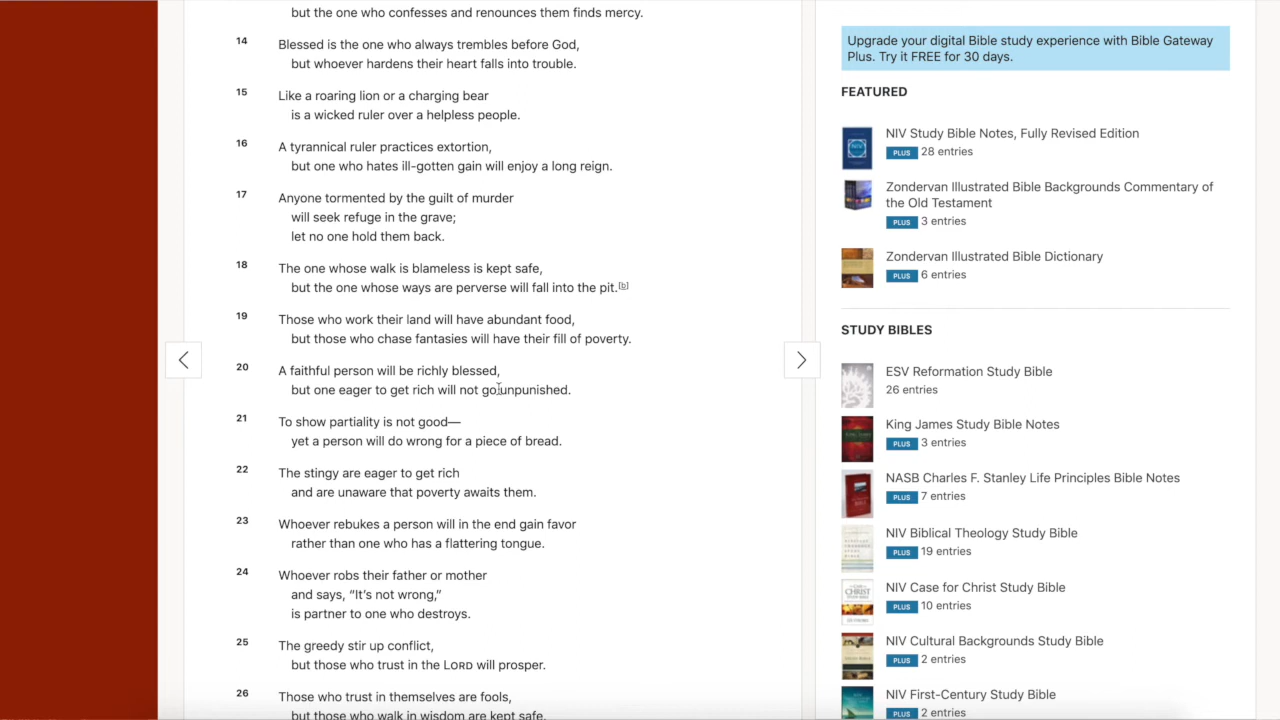 but the one who confesses and renounces them finds mercy.
14 Blessed is the one who always trembles before God,
but whoever hardens their heart falls into trouble.
15 Like a roaring lion or a charging bear
is a wicked ruler over a helpless people.
16 A tyrannical ruler practices extortion,
but one who hates ill-gotten gain will enjoy a long reign.
17 Anyone tormented by the guilt of murder
will seek refuge in the grave;
let no one hold them back.
18 The one whose walk is blameless is kept safe,
but the one whose ways are perverse will fall into the pit.[b]
19 Those who work their land will have abundant food,
but those who chase fantasies will have their fill of poverty.
20 A faithful person will be richly blessed,
but one eager to get rich will not go unpunished.
21 To show partiality is not good—
yet a person will do wrong for a piece of bread.
22 The stingy are eager to get rich
and are unaware that poverty awaits them.
23 Whoever rebukes a person will in the end gain favor
rather than one who has a flattering tongue.
24 Whoever robs their father or mother
and says, “It’s not wrong,”
is partner to one who destroys.
25 The greedy stir up conflict,
but those who trust in the LORD will prosper.
26 Those who trust in themselves are fools,
but those who walk in wisdom are kept safe.
Upgrade your digital Bible study experience with Bible Gateway
Plus. Try it FREE for 30 days.
FEATURED
NIV Study Bible Notes, Fully Revised Edition
PLUS 28 entries
Zondervan Illustrated Bible Backgrounds Commentary of
the Old Testament
PLUS 3 entries
Zondervan Illustrated Bible Dictionary
PLUS 6 entries
STUDY BIBLES
ESV Reformation Study Bible
26 entries
King James Study Bible Notes
PLUS 3 entries
NASB Charles F. Stanley Life Principles Bible Notes
PLUS 7 entries
NIV Biblical Theology Study Bible
PLUS 19 entries
NIV Case for Christ Study Bible
PLUS 10 entries
NIV Cultural Backgrounds Study Bible
PLUS 2 entries
NIV First-Century Study Bible
PLUS 2 entries